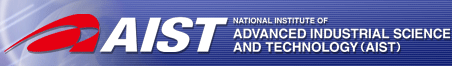 AIST
NATIONAL INSTITUTE OF
ADVANCED INDUSTRIAL SCIENCE
AND TECHNOLOGY (AIST)